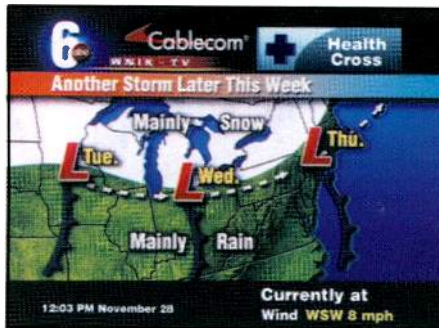 6 abc Cablecom®
WNIK-TV
Health
Cross
Another Storm Later This Week
Mainly Snow
L Tue.
L Wed.
L Thu.
Mainly Rain
12:03 PM November 28
Currently at
Wind WSW 8 mph